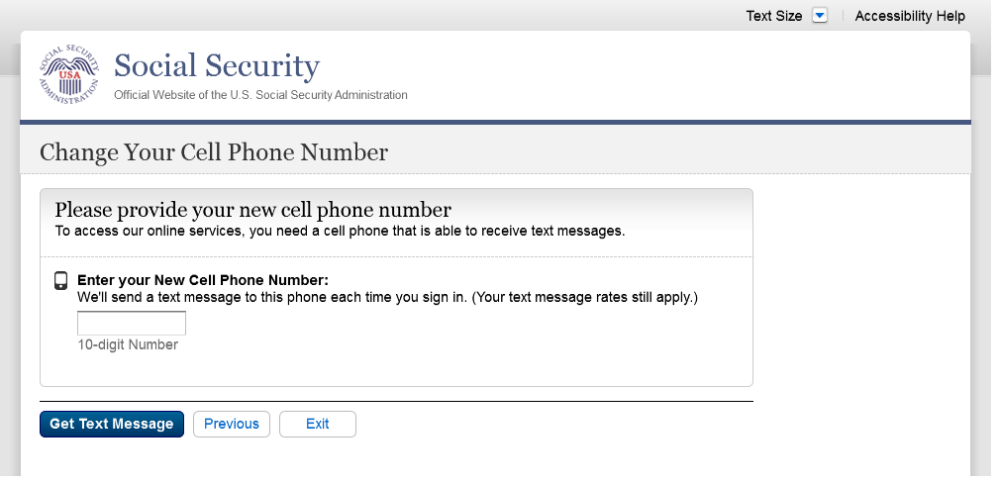 Text Size
Accessibility Help
SOCIAL SECURITY ADMINISTRATION
USA
Social Security
Official Website of the U.S. Social Security Administration
Change Your Cell Phone Number
Please provide your new cell phone number
To access our online services, you need a cell phone that is able to receive text messages.
Enter your New Cell Phone Number:
We'll send a text message to this phone each time you sign in. (Your text message rates still apply.)
10-digit Number
Get Text Message
Previous
Exit